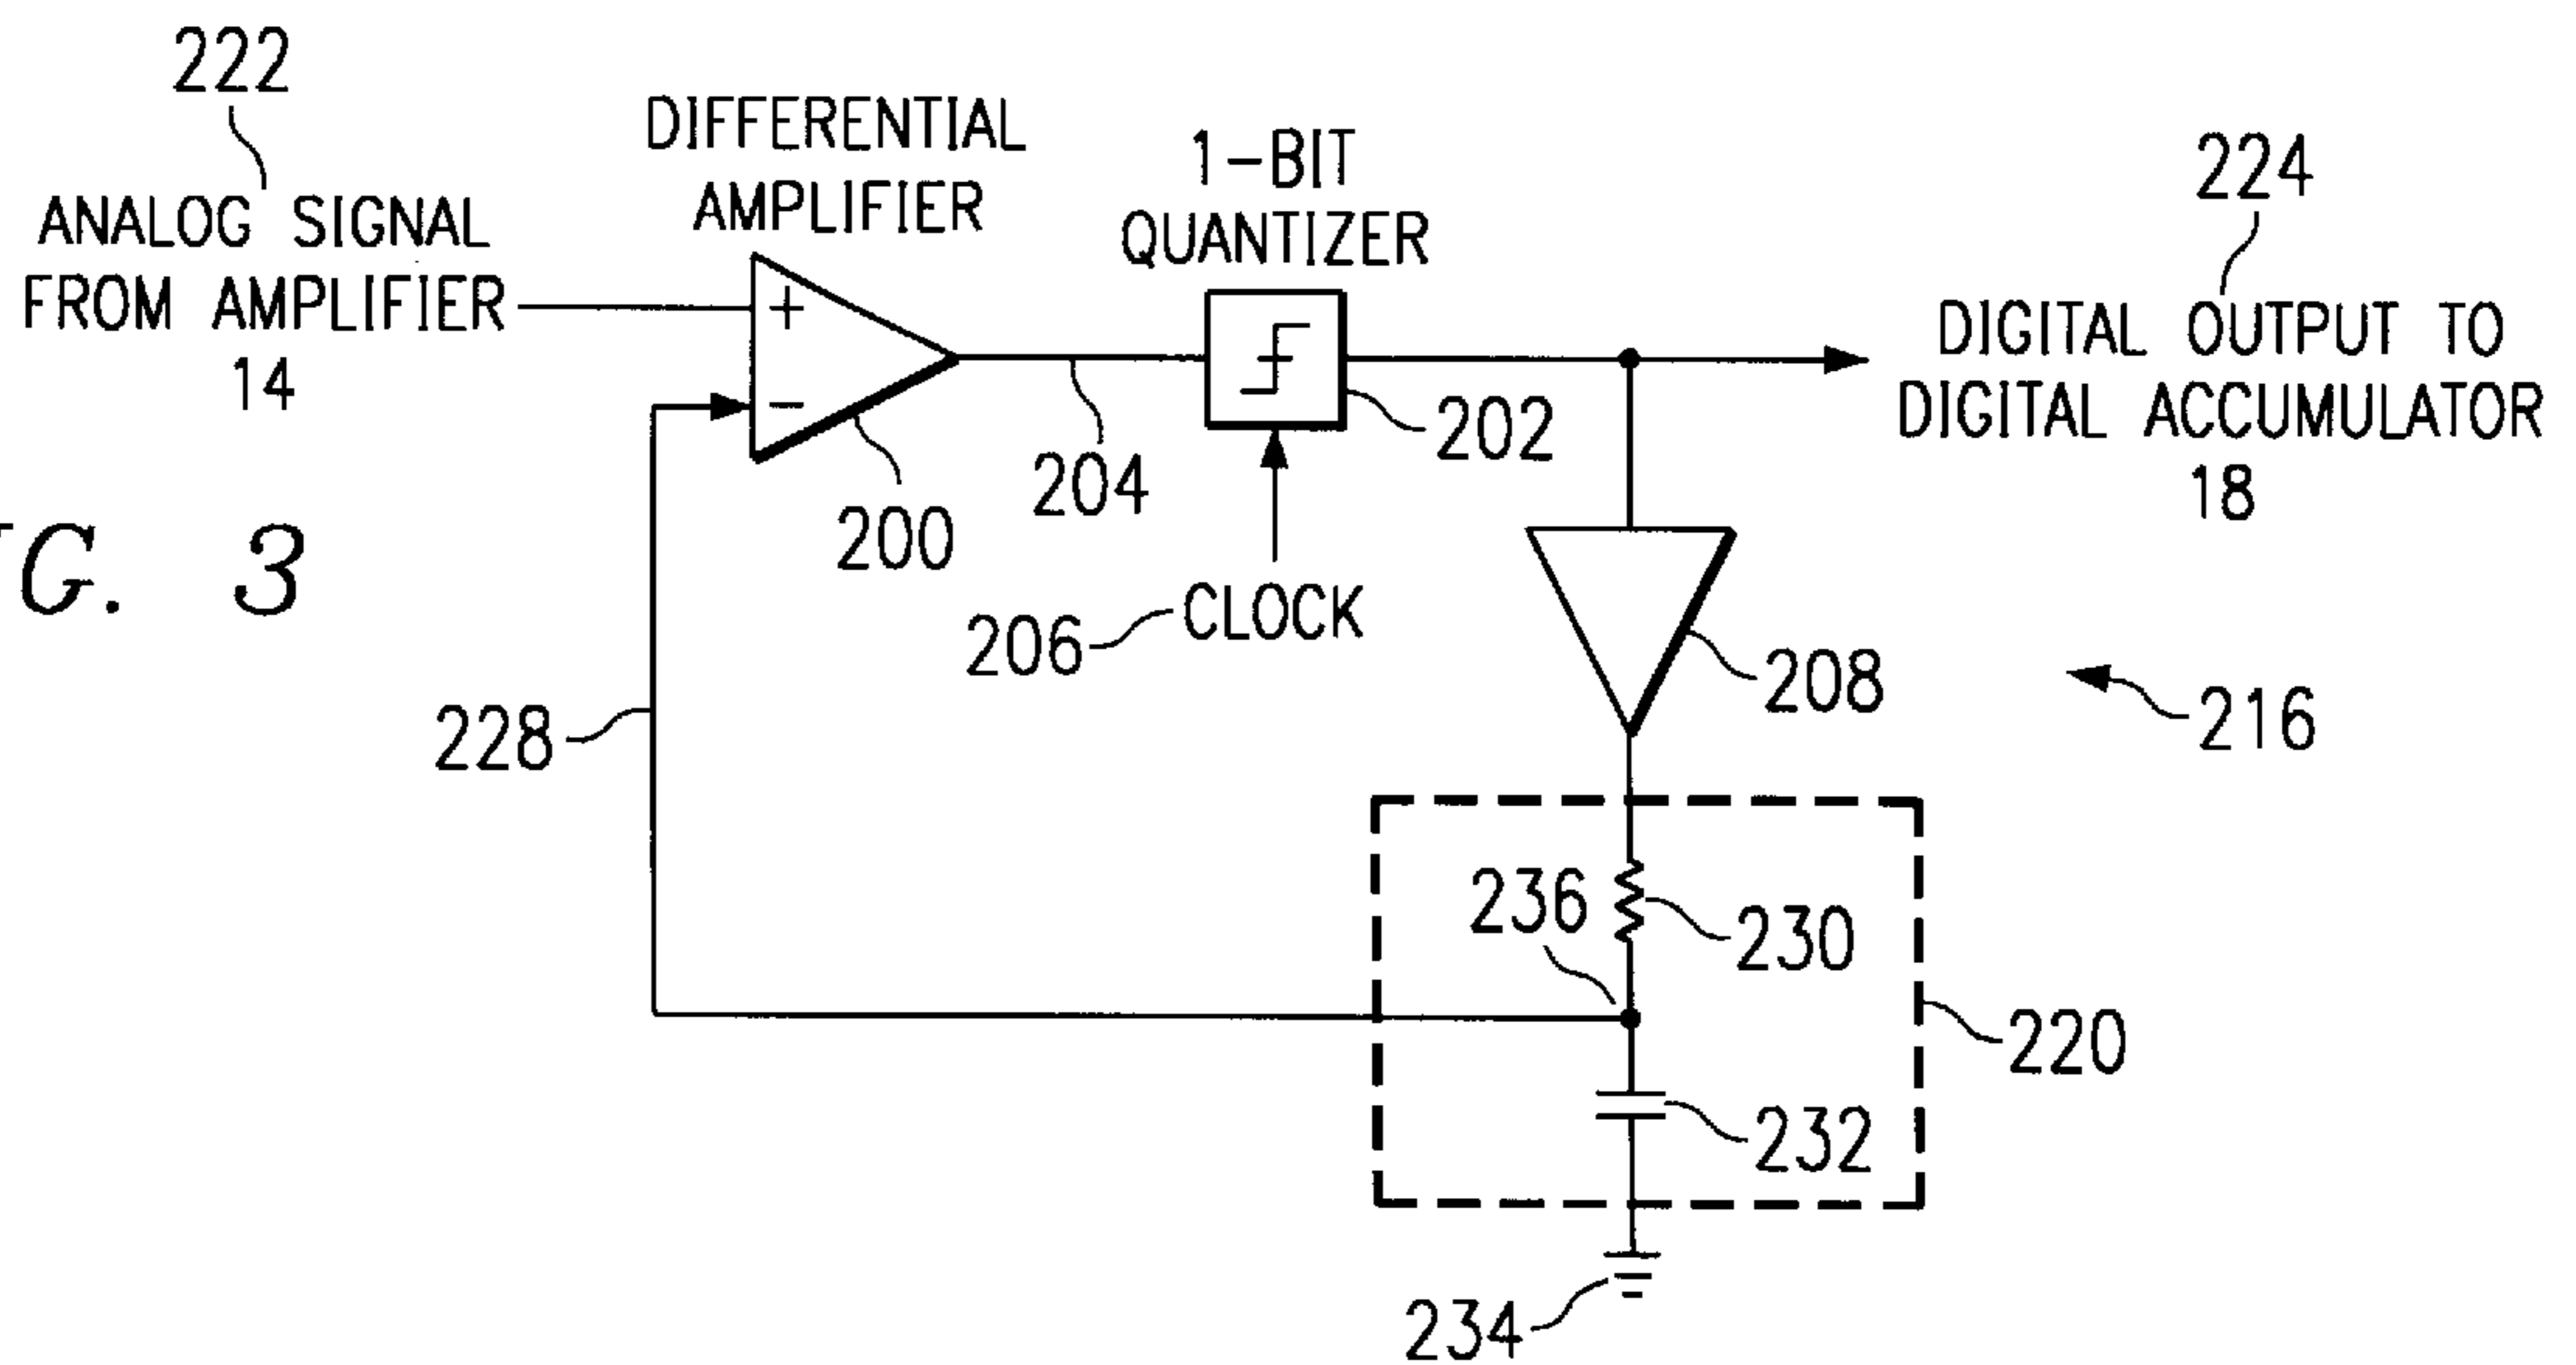 222
ANALOG SIGNAL
FROM AMPLIFIER
14
DIFFERENTIAL
AMPLIFIER
+
−
200
204
1-BIT
QUANTIZER
202
CLOCK
206
224
DIGITAL OUTPUT TO
DIGITAL ACCUMULATOR
18
G. 3
208
216
228
236
230
220
232
234